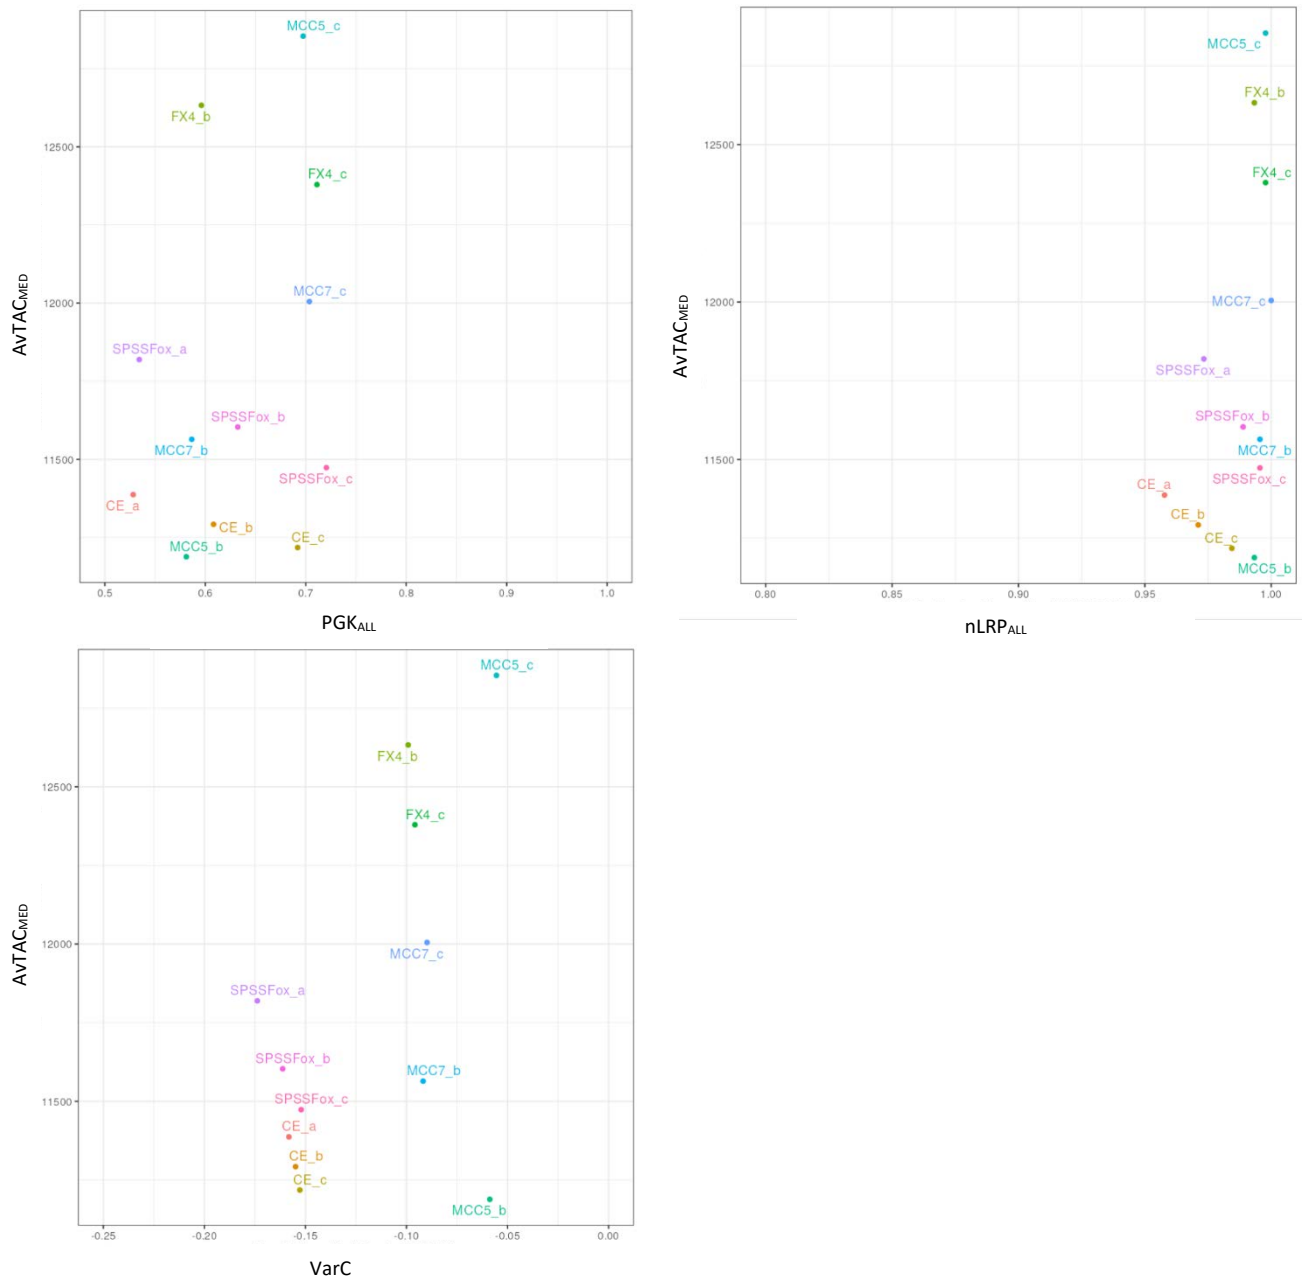 MCC5_c
FX4_b
12500
FX4_c
AvTACMED
MCC7_c
12000
SPSSFox_a
SPSSFox_b
MCC7_b
11500
SPSSFox_c
CE_a
CE_b
CE_c
MCC5_b
0.5 0.6 0.7 0.8 0.9 1.0
PGKALL
MCC5_c
FX4_b
12500
FX4_c
AvTACMED
MCC7_c
12000
SPSSFox_a
SPSSFox_b
MCC7_b
11500
SPSSFox_c
CE_a
CE_b
CE_c
MCC5_b
0.80 0.85 0.90 0.95 1.00
nLRPALL
MCC5_c
FX4_b
12500
FX4_c
AvTACMED
12000
MCC7_c
SPSSFox_a
SPSSFox_b
MCC7_b
11500
SPSSFox_c
CE_a
CE_b
CE_c
MCC5_b
-0.25 -0.20 -0.15 -0.10 -0.05 0.00
VarC